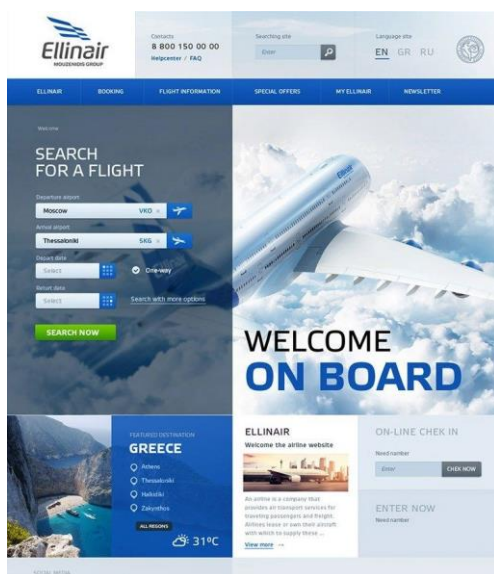 Ellinair
MOUZENIDIS GROUP
Contacts
8 800 150 00 00
Helpcenter / FAQ
Searching site
Enter
Language site
EN GR RU
ELLINAIR BOOKING FLIGHT INFORMATION SPECIAL OFFERS MY ELLINAIR NEWSLETTER
Welcome
SEARCH
FOR A FLIGHT
Departure airport
Moscow VKO
Arrival airport
Thessaloniki SKG
Depart date
Select
One-way
Return date
Select
Search with more options
SEARCH NOW
Ellinair
WELCOME
ON BOARD
FEATURED DESTINATION
GREECE
Athens
Thessaloniki
Halkidiki
Zakynthos
ALL REGIONS
31°C
ELLINAIR
Welcome the airline website
An airline is a company that
provides air transport services for
traveling passengers and freight.
Airlines lease or own their aircraft
with witch to supply these ...
View more →
ON-LINE CHEK IN
Need number
Enter
CHEK NOW
ENTER NOW
Need number
SOCIAL MEDIA